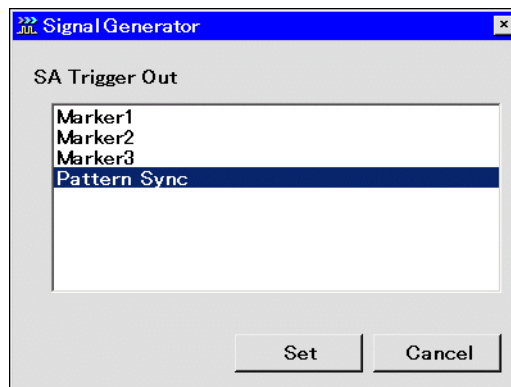 Signal Generator
SA Trigger Out
Marker1
Marker2
Marker3
Pattern Sync
Set Cancel